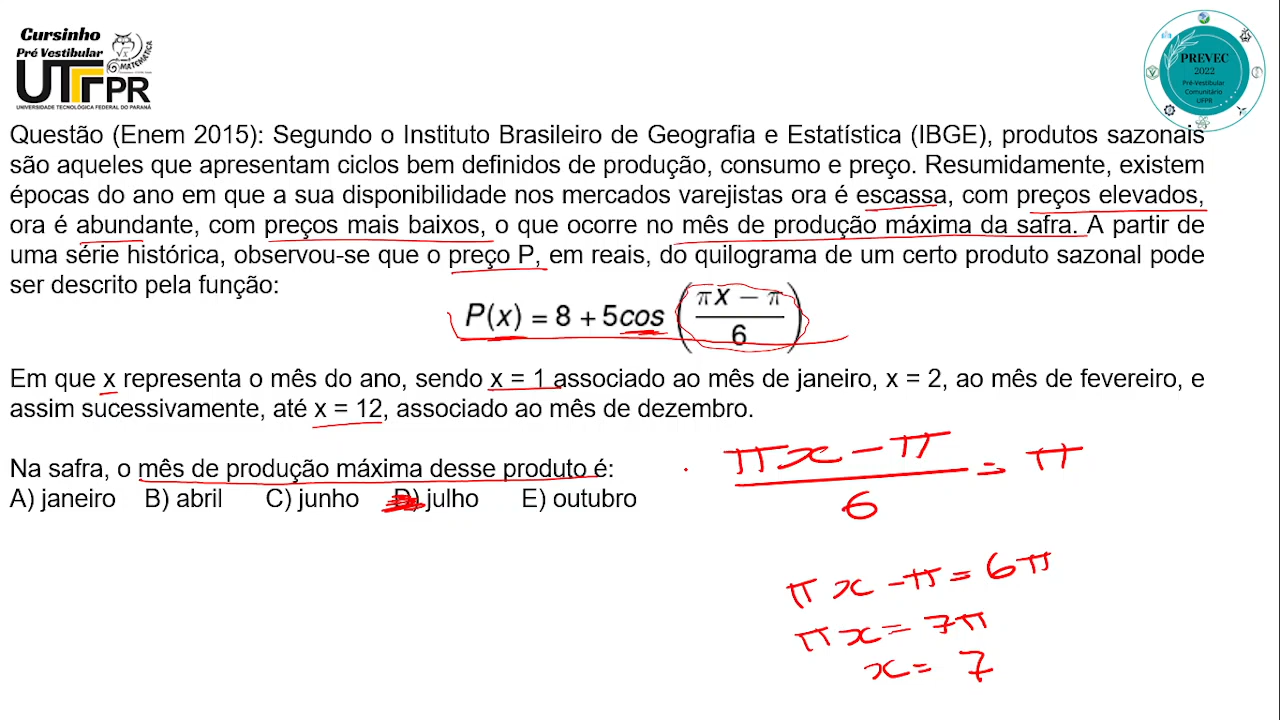 Cursinho
Pré Vestibular
MATEMÁTICA
UTFPR
UNIVERSIDADE TECNOLÓGICA FEDERAL DO PARANÁ
PREVEC
2022
Pré-Vestibular
Comunitário
UFPR
Questão (Enem 2015): Segundo o Instituto Brasileiro de Geografia e Estatística (IBGE), produtos sazonais
são aqueles que apresentam ciclos bem definidos de produção, consumo e preço. Resumidamente, existem
épocas do ano em que a sua disponibilidade nos mercados varejistas ora é escassa, com preços elevados,
ora é abundante, com preços mais baixos, o que ocorre no mês de produção máxima da safra. A partir de
uma série histórica, observou-se que o preço P, em reais, do quilograma de um certo produto sazonal pode
ser descrito pela função:
P(x) = 8 + 5cos (πx − π / 6)
Em que x representa o mês do ano, sendo x = 1 associado ao mês de janeiro, x = 2, ao mês de fevereiro, e
assim sucessivamente, até x = 12, associado ao mês de dezembro.
Na safra, o mês de produção máxima desse produto é:
A) janeiro B) abril C) junho D) julho E) outubro
πx − π / 6 = π
πx − π = 6π
πx = 7π
x = 7